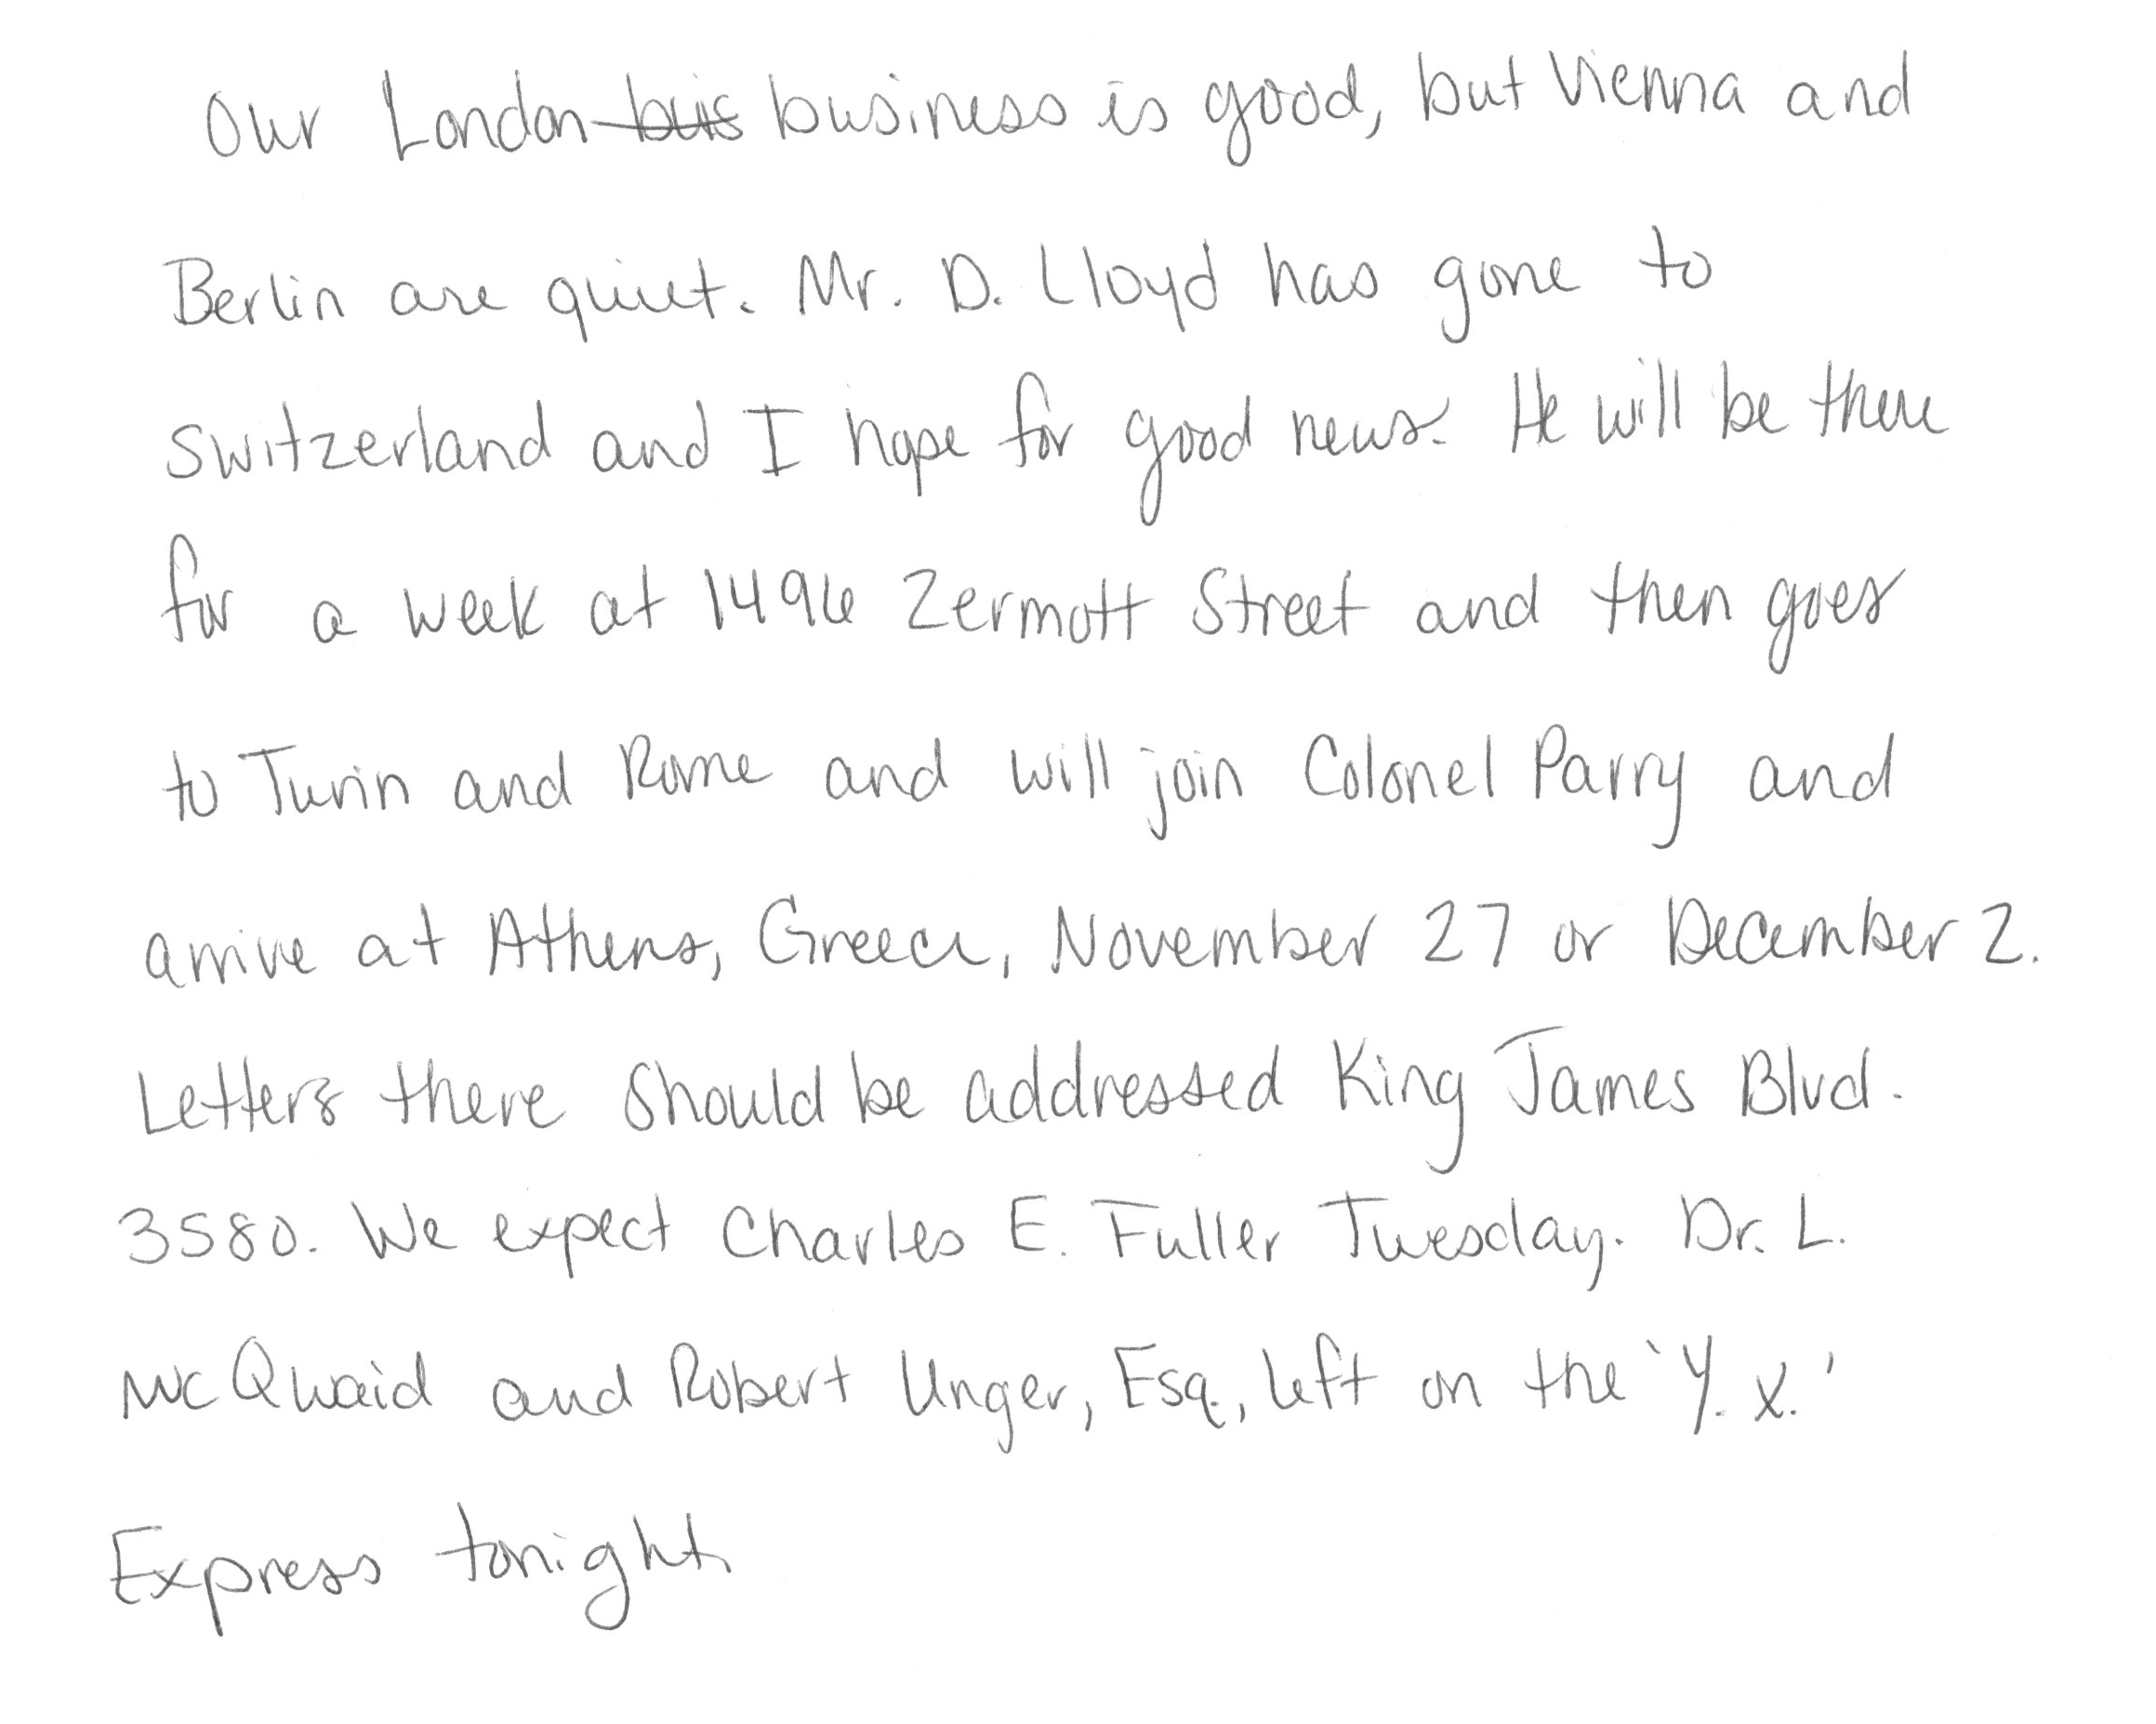 Our London buis business is good, but Vienna and
Berlin are quiet. Mr. D. Lloyd has gone to
Switzerland and I hope for good news. He will be there
for a week at 1496 Zermott Street and then goes
to Turin and Rome and will join Colonel Parry and
arrive at Athens, Greece, November 27 or December 2.
Letters there should be addressed King James Blvd.
3580. We expect Charles E. Fuller Tuesday. Dr. L.
McQuaid and Robert Unger, Esq., left on the 'Y. X.'
Express tonight.